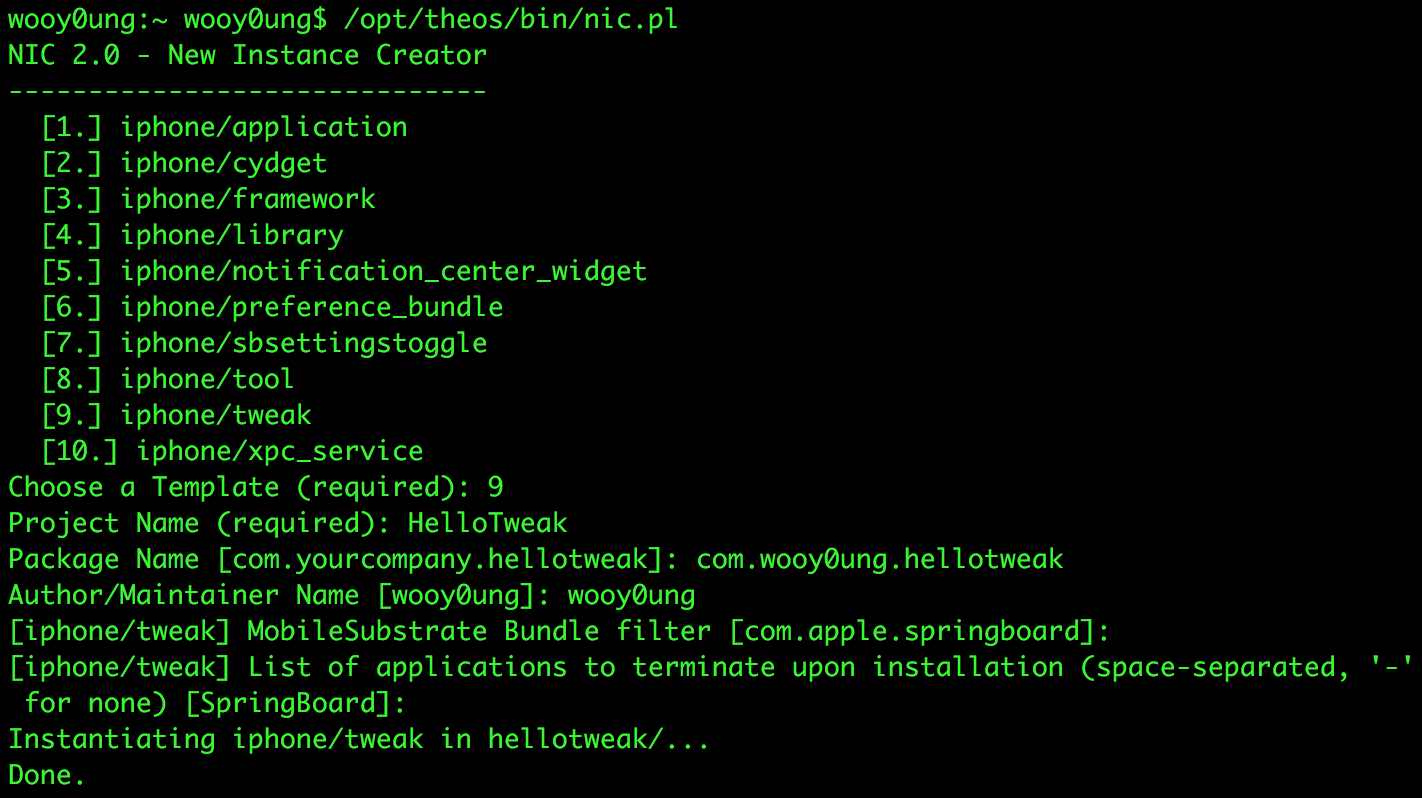 wooy0ung:~ wooy0ung$ /opt/theos/bin/nic.pl
NIC 2.0 - New Instance Creator
------------------------------
  [1.] iphone/application
  [2.] iphone/cydget
  [3.] iphone/framework
  [4.] iphone/library
  [5.] iphone/notification_center_widget
  [6.] iphone/preference_bundle
  [7.] iphone/sbsettingstoggle
  [8.] iphone/tool
  [9.] iphone/tweak
  [10.] iphone/xpc_service
Choose a Template (required): 9
Project Name (required): HelloTweak
Package Name [com.yourcompany.hellotweak]: com.wooy0ung.hellotweak
Author/Maintainer Name [wooy0ung]: wooy0ung
[iphone/tweak] MobileSubstrate Bundle filter [com.apple.springboard]:
[iphone/tweak] List of applications to terminate upon installation (space-separated, '-'
 for none) [SpringBoard]:
Instantiating iphone/tweak in hellotweak/...
Done.